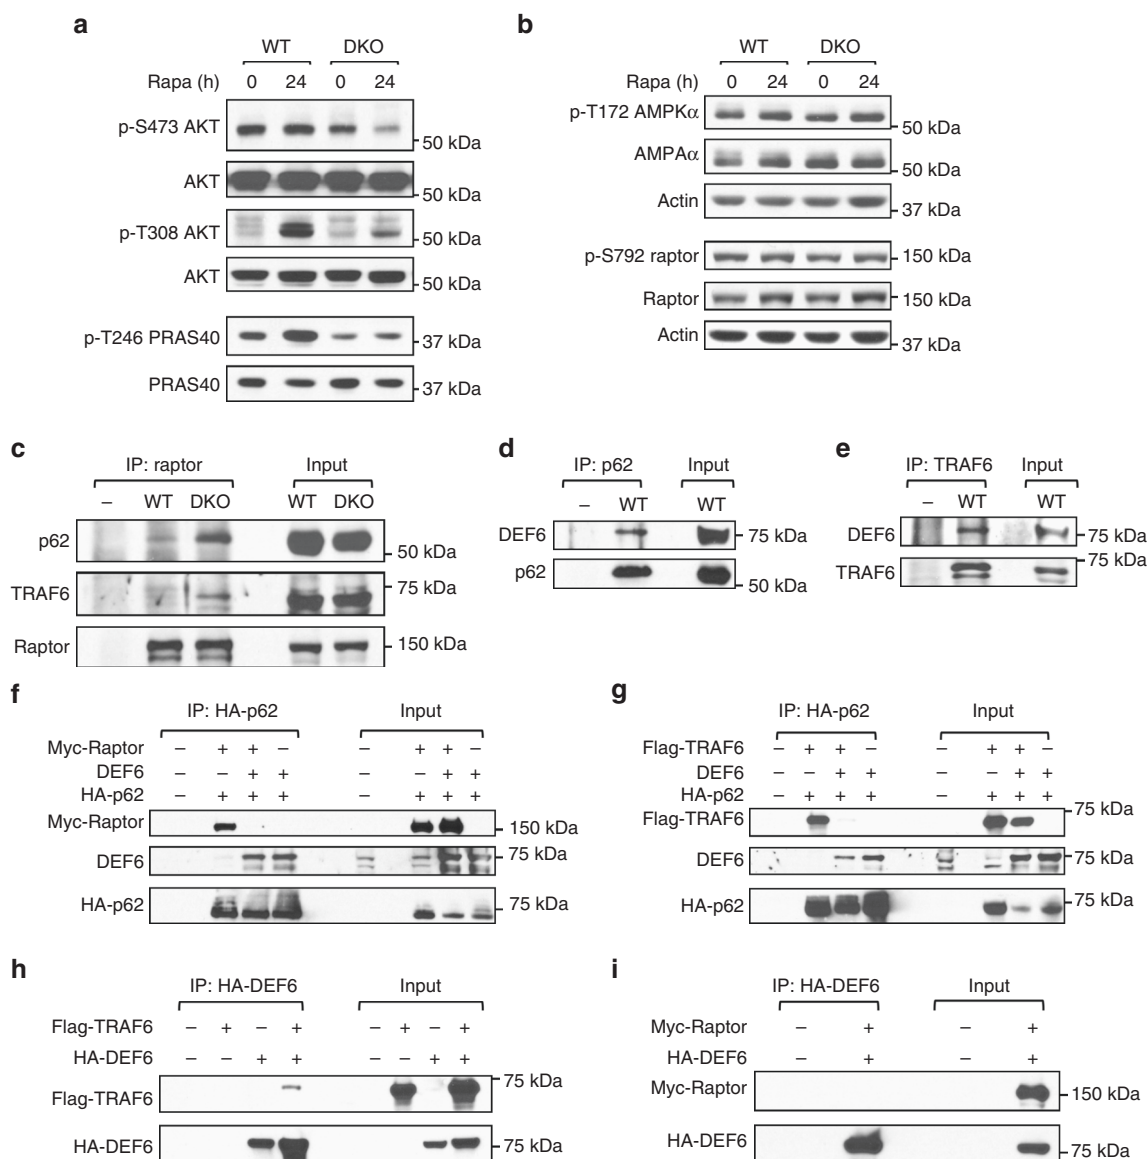 a
WT DKO
Rapa (h) 0 24 0 24
p-S473 AKT 50 kDa
AKT 50 kDa
p-T308 AKT 50 kDa
AKT 50 kDa
p-T246 PRAS40 37 kDa
PRAS40 37 kDa
b
WT DKO
Rapa (h) 0 24 0 24
p-T172 AMPKα 50 kDa
AMPAα 50 kDa
Actin 37 kDa
p-S792 raptor 150 kDa
Raptor 150 kDa
Actin 37 kDa
c
IP: raptor Input
– WT DKO WT DKO
p62 50 kDa
TRAF6 75 kDa
Raptor 150 kDa
d
IP: p62 Input
– WT WT
DEF6 75 kDa
p62 50 kDa
e
IP: TRAF6 Input
– WT WT
DEF6 75 kDa
TRAF6 75 kDa
f
IP: HA-p62 Input
Myc-Raptor – + + – – + + –
DEF6 – – + + – – + +
HA-p62 – + + + – + + +
Myc-Raptor 150 kDa
DEF6 75 kDa
HA-p62 75 kDa
g
IP: HA-p62 Input
Flag-TRAF6 – + + – – + + –
DEF6 – – + + – – + +
HA-p62 – + + + – + + +
Flag-TRAF6 75 kDa
DEF6 75 kDa
HA-p62 75 kDa
h
IP: HA-DEF6 Input
Flag-TRAF6 – + – + – + – +
HA-DEF6 – – + + – – + +
Flag-TRAF6 75 kDa
HA-DEF6 75 kDa
i
IP: HA-DEF6 Input
Myc-Raptor – + – +
HA-DEF6 – + – +
Myc-Raptor 150 kDa
HA-DEF6 75 kDa